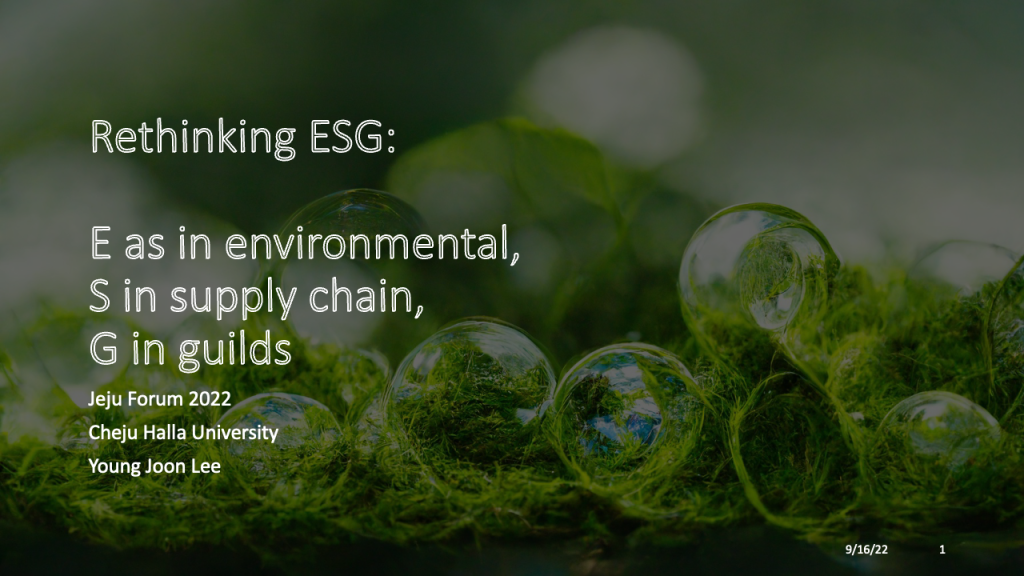 Rethinking ESG:
E as in environmental,
S in supply chain,
G in guilds
Jeju Forum 2022
Cheju Halla University
Young Joon Lee
9/16/22
1